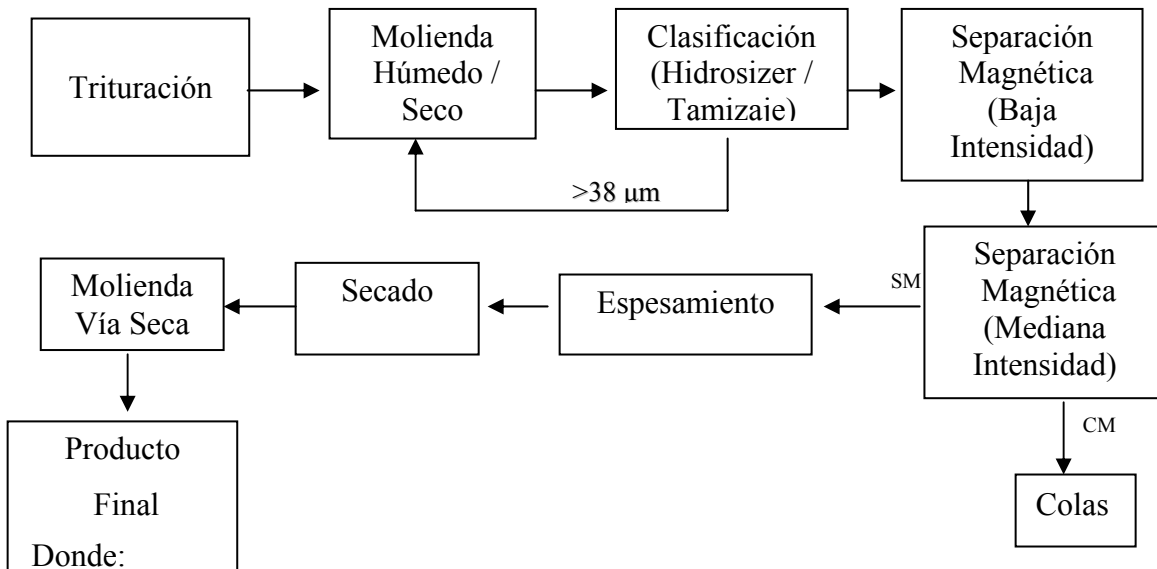 Trituración
Molienda
Húmedo /
Seco
Clasificación
(Hidrosizer /
Tamizaje)
Separación
Magnética
(Baja
Intensidad)
>38 μm
Separación
Magnética
(Mediana
Intensidad)
SM
Espesamiento
Secado
Molienda
Vía Seca
CM
Colas
Producto
Final
Donde: